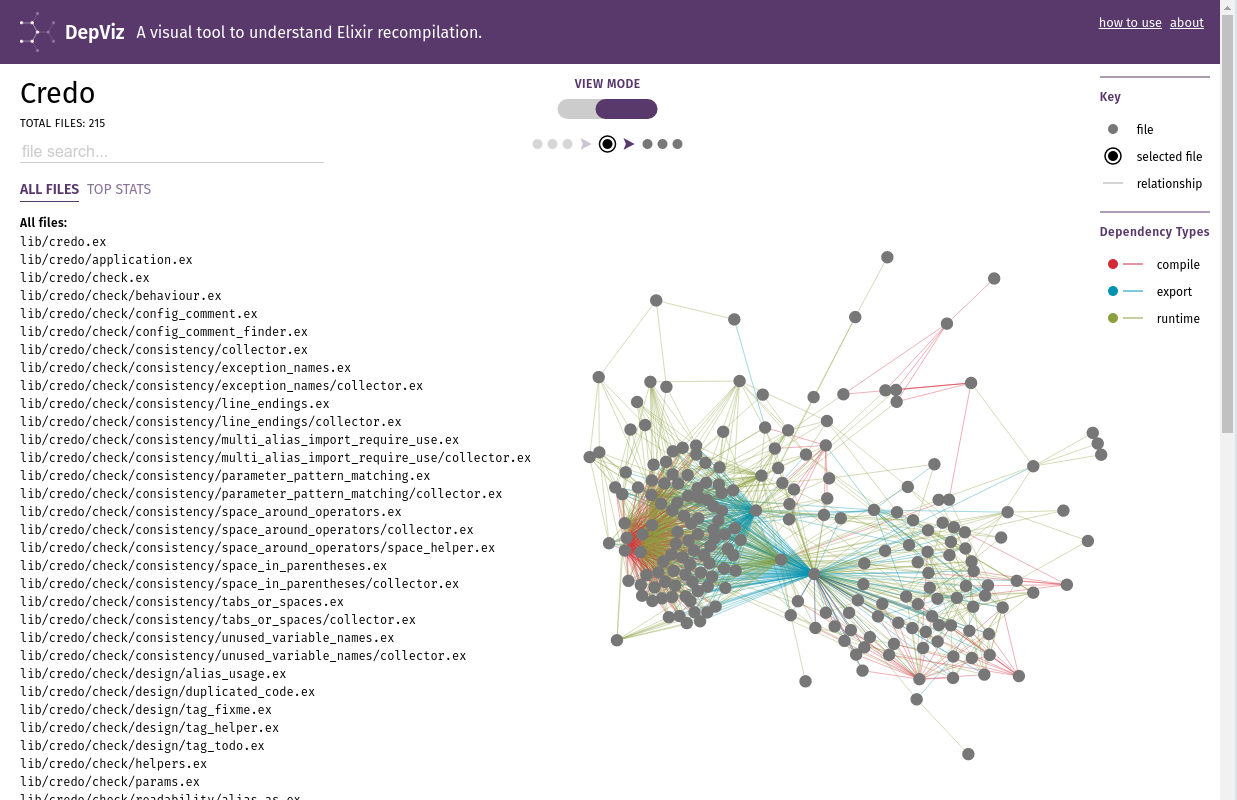 DepViz A visual tool to understand Elixir recompilation.
how to use about
Credo
TOTAL FILES: 215
file search...
ALL FILES TOP STATS
All files:
lib/credo.ex
lib/credo/application.ex
lib/credo/check.ex
lib/credo/check/behaviour.ex
lib/credo/check/config_comment.ex
lib/credo/check/config_comment_finder.ex
lib/credo/check/consistency/collector.ex
lib/credo/check/consistency/exception_names.ex
lib/credo/check/consistency/exception_names/collector.ex
lib/credo/check/consistency/line_endings.ex
lib/credo/check/consistency/line_endings/collector.ex
lib/credo/check/consistency/multi_alias_import_require_use.ex
lib/credo/check/consistency/multi_alias_import_require_use/collector.ex
lib/credo/check/consistency/parameter_pattern_matching.ex
lib/credo/check/consistency/parameter_pattern_matching/collector.ex
lib/credo/check/consistency/space_around_operators.ex
lib/credo/check/consistency/space_around_operators/collector.ex
lib/credo/check/consistency/space_around_operators/space_helper.ex
lib/credo/check/consistency/space_in_parentheses.ex
lib/credo/check/consistency/space_in_parentheses/collector.ex
lib/credo/check/consistency/tabs_or_spaces.ex
lib/credo/check/consistency/tabs_or_spaces/collector.ex
lib/credo/check/consistency/unused_variable_names.ex
lib/credo/check/consistency/unused_variable_names/collector.ex
lib/credo/check/design/alias_usage.ex
lib/credo/check/design/duplicated_code.ex
lib/credo/check/design/tag_fixme.ex
lib/credo/check/design/tag_helper.ex
lib/credo/check/design/tag_todo.ex
lib/credo/check/helpers.ex
lib/credo/check/params.ex
lib/credo/check/readability/alias_as.ex
VIEW MODE
Key
file
selected file
relationship
Dependency Types
compile
export
runtime